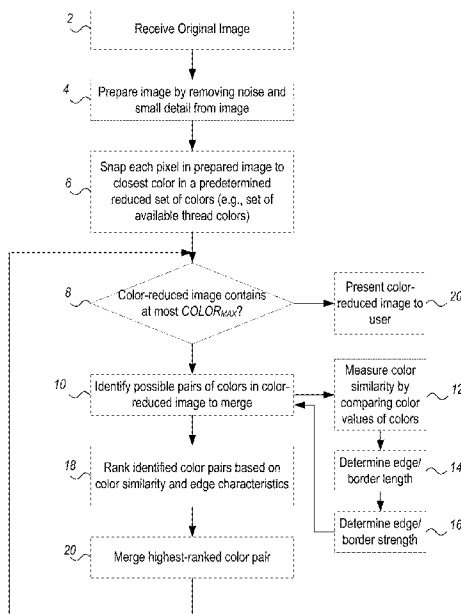 2
Receive Original Image
4
Prepare image by removing noise and
small detail from image
6
Snap each pixel in prepared image to
closest color in a predetermined
reduced set of colors (e.g., set of
available thread colors)
8
Color-reduced image contains
at most COLORMAX?
Present color-
reduced image to
user
20
10
Identify possible pairs of colors in color-
reduced image to merge
Measure color
similarity by
comparing color
values of colors
12
18
Rank identified color pairs based on
color similarity and edge characteristics
Determine edge/
border length
14
Determine edge/
border strength
16
20
Merge highest-ranked color pair